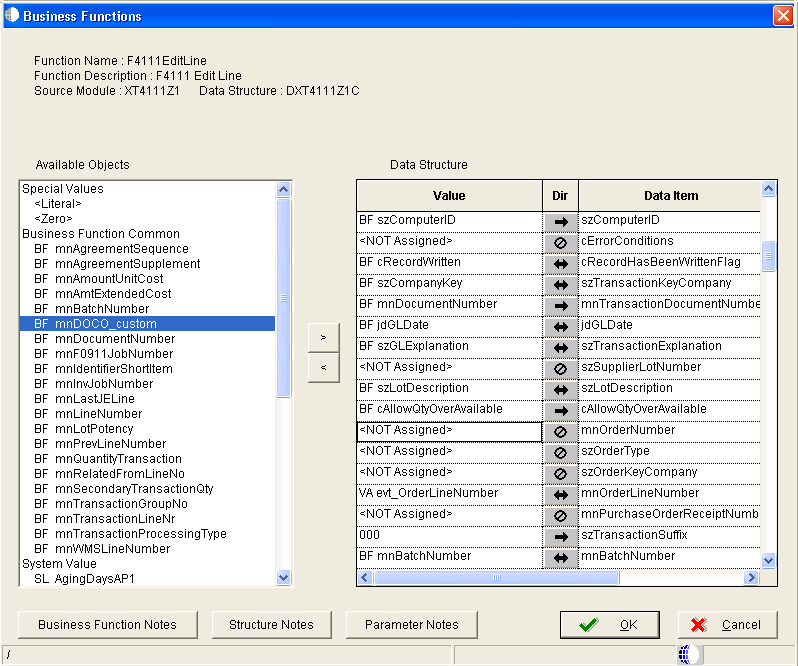 Business Functions
Function Name : F4111EditLine
Function Description : F4111 Edit Line
Source Module : XT4111Z1 Data Structure : DXT4111Z1C
Available Objects
Special Values
<Literal>
<Zero>
Business Function Common
BF mnAgreementSequence
BF mnAgreementSupplement
BF mnAmountUnitCost
BF mnAmtExtendedCost
BF mnBatchNumber
BF mnDOCO_custom
BF mnDocumentNumber
BF mnF0911JobNumber
BF mnIdentifierShortItem
BF mnInvJobNumber
BF mnLastJELine
BF mnLineNumber
BF mnLotPotency
BF mnPrevLineNumber
BF mnQuantityTransaction
BF mnRelatedFromLineNo
BF mnSecondaryTransactionQty
BF mnTransactionGroupNo
BF mnTransactionLineNr
BF mnTransactionProcessingType
BF mnWMSLineNumber
System Value
SL AgingDaysAP1
>
<
Data Structure
Value Dir Data Item
BF szComputerID szComputerID
<NOT Assigned> cErrorConditions
BF cRecordWritten cRecordHasBeenWrittenFlag
BF szCompanyKey szTransactionKeyCompany
BF mnDocumentNumber mnTransactionDocumentNumbe
BF jdGLDate jdGLDate
BF szGLExplanation szTransactionExplanation
<NOT Assigned> szSupplierLotNumber
BF szLotDescription szLotDescription
BF cAllowQtyOverAvailable cAllowQtyOverAvailable
<NOT Assigned> mnOrderNumber
<NOT Assigned> szOrderType
<NOT Assigned> szOrderKeyCompany
VA evt_OrderLineNumber mnOrderLineNumber
<NOT Assigned> mnPurchaseOrderReceiptNumb
000 szTransactionSuffix
BF mnBatchNumber mnBatchNumber
Business Function Notes Structure Notes Parameter Notes OK Cancel
/